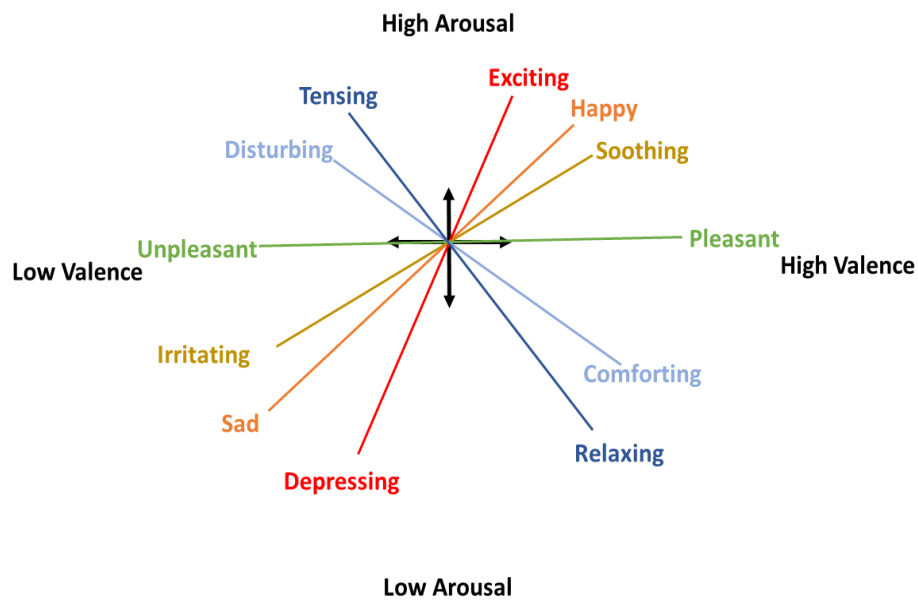 High Arousal
Exciting
Tensing
Happy
Disturbing
Soothing
Unpleasant
Pleasant
Low Valence
High Valence
Irritating
Comforting
Sad
Relaxing
Depressing
Low Arousal